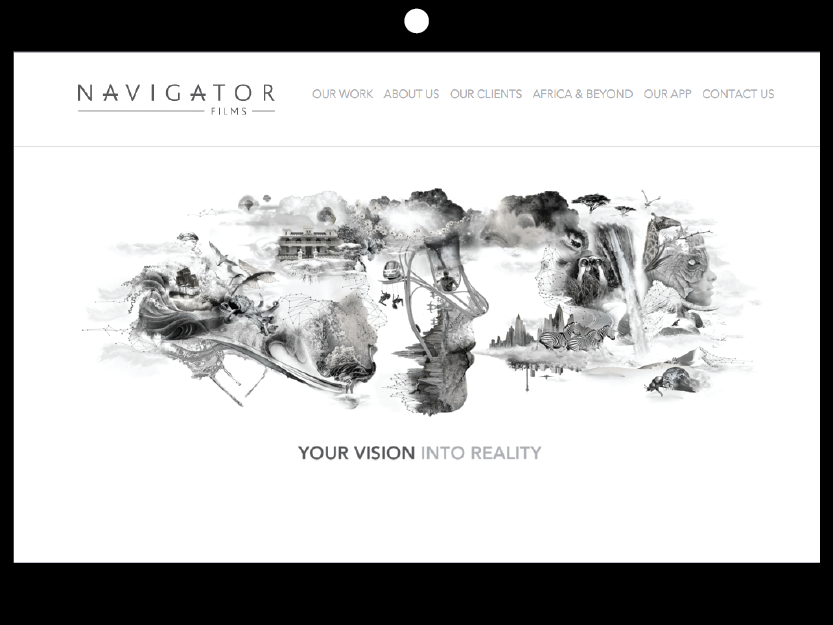 NAVIGATOR
FILMS
OUR WORK ABOUT US OUR CLIENTS AFRICA & BEYOND OUR APP CONTACT US
YOUR VISION INTO REALITY